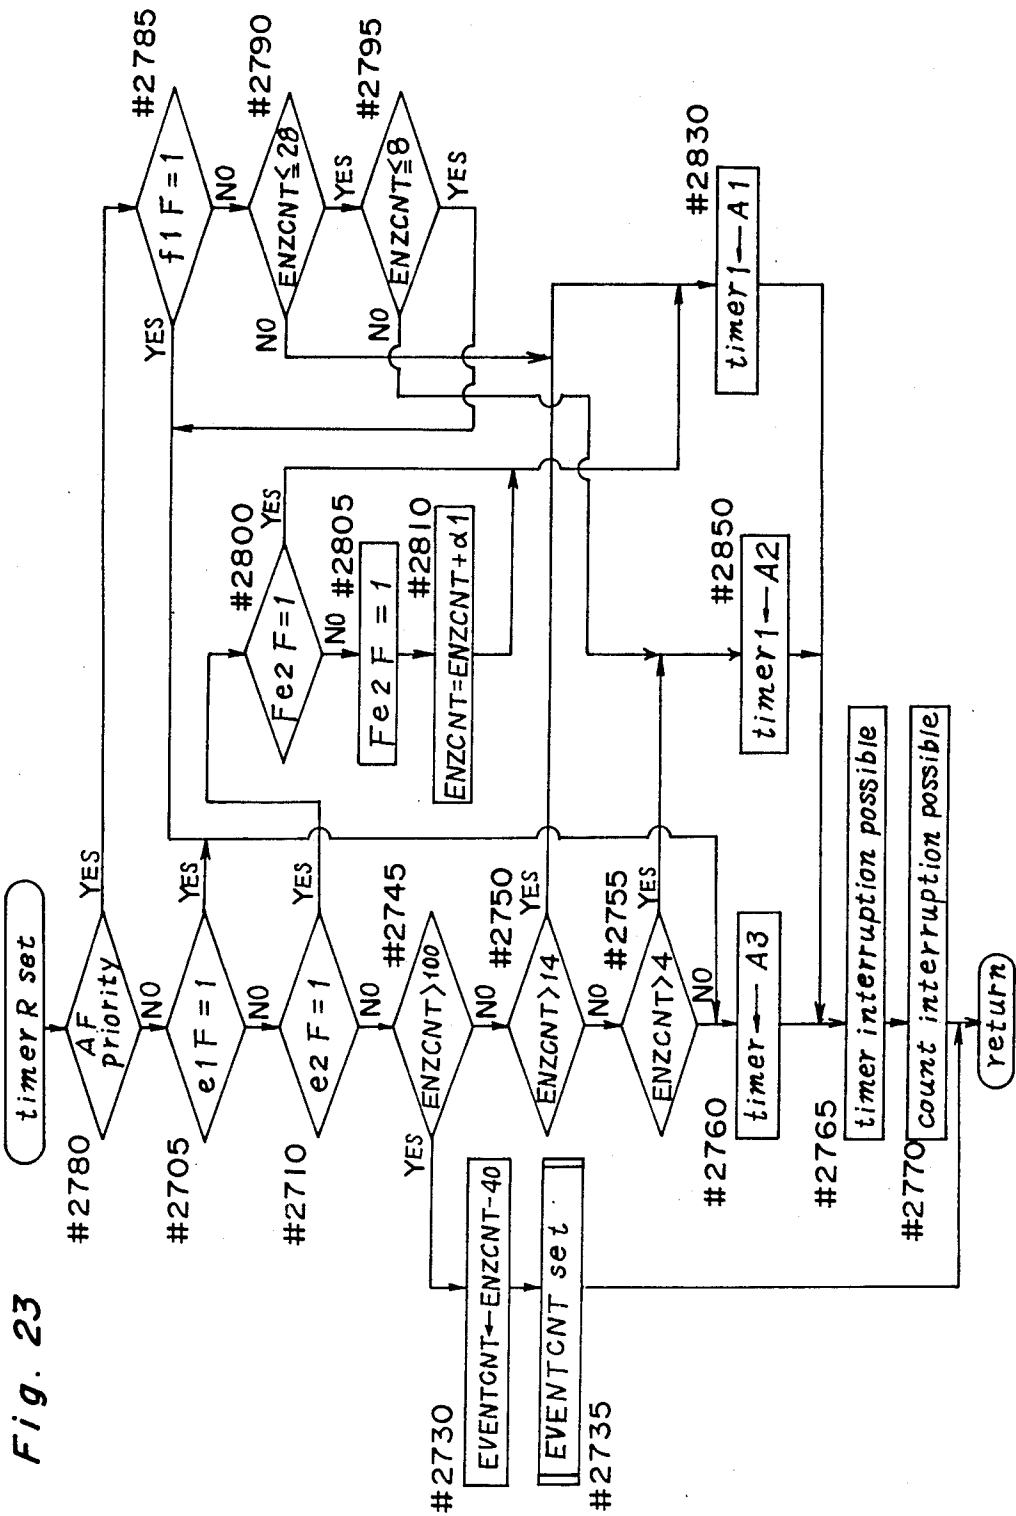 Fig. 23
timer R set
#2780
AF
priority
YES
NO
#2705
e1F=1
YES
NO
#2710
e2F=1
YES
NO
#2745
ENZCNT>100
YES
NO
#2730
EVENTCNT←ENZCNT-40
#2735
EVENTCNT set
#2750
ENZCNT>14
YES
NO
#2755
ENZCNT>4
YES
NO
#2760
timer←A3
#2765
timer interruption possible
#2770
count interruption possible
return
#2785
f1F=1
YES
NO
#2790
ENZCNT≦28
NO
YES
#2795
ENZCNT≦8
NO
YES
#2800
Fe2F=1
YES
NO
#2805
Fe2F=1
#2810
ENZCNT=ENZCNT+α1
#2830
timer1←A1
#2850
timer1←A2